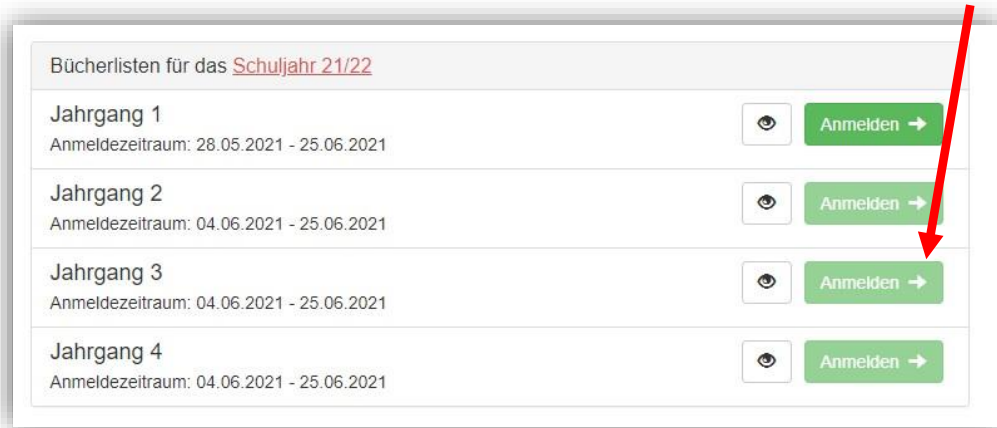 Bücherlisten für das Schuljahr 21/22
Jahrgang 1
Anmelden
Anmeldezeitraum: 28.05.2021 - 25.06.2021
Jahrgang 2
Anmelden
Anmeldezeitraum: 04.06.2021 - 25.06.2021
Jahrgang 3
Anmelden
Anmeldezeitraum: 04.06.2021 - 25.06.2021
Jahrgang 4
Anmelden
Anmeldezeitraum: 04.06.2021 - 25.06.2021